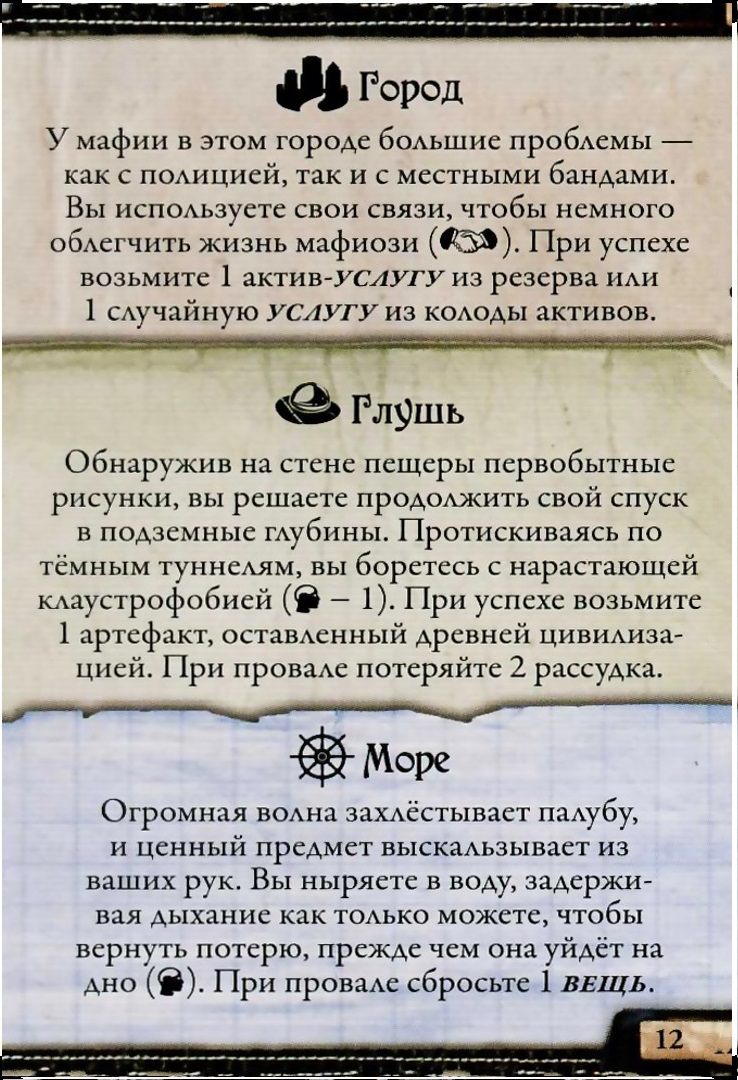 Город
У мафии в этом городе большие проблемы —
как с полицией, так и с местными бандами.
Вы используете свои связи, чтобы немного
облегчить жизнь мафиози ( ). При успехе
возьмите 1 актив-УСЛУГУ из резерва или
1 случайную УСЛУГУ из колоды активов.
Глушь
Обнаружив на стене пещеры первобытные
рисунки, вы решаете продолжить свой спуск
в подземные глубины. Протискиваясь по
тёмным туннелям, вы боретесь с нарастающей
клаустрофобией ( – 1). При успехе возьмите
1 артефакт, оставленный древней цивилиза-
цией. При провале потеряйте 2 рассудка.
Море
Огромная волна захлёстывает палубу,
и ценный предмет выскальзывает из
ваших рук. Вы ныряете в воду, задержи-
вая дыхание как только можете, чтобы
вернуть потерю, прежде чем она уйдёт на
дно ( ). При провале сбросьте 1 ВЕЩЬ.
12